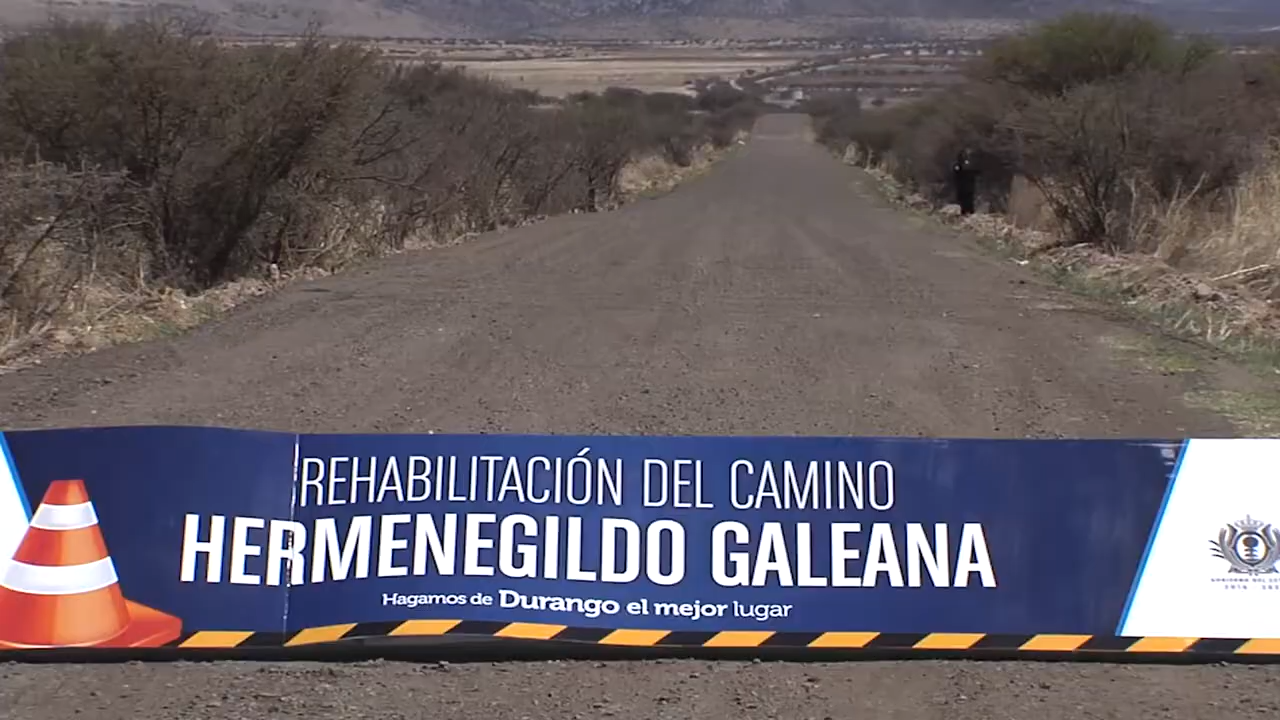 REHABILITACIÓN DEL CAMINO
HERMENEGILDO GALEANA
Hagamos de Durango el mejor lugar